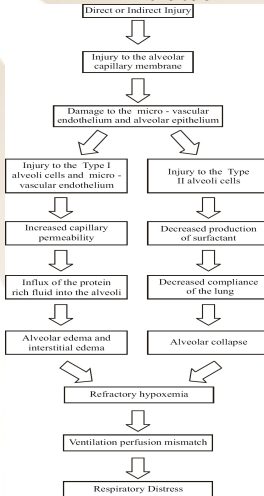 Direct or Indirect Injury
Injury to the alveolar
capillary membrane
Damage to the micro - vascular
endothelium and alveolar epithelium
Injury to the Type I
alveoli cells and micro -
vascular endothelium
Injury to the Type
II alveoli cells
Increased capillary
permeability
Decreased production
of surfactant
Influx of the protein
rich fluid into the alveoli
Decreased compliance
of the lung
Alveolar edema and
interstitial edema
Alveolar collapse
Refractory hypoxemia
Ventilation perfusion mismatch
Respiratory Distress